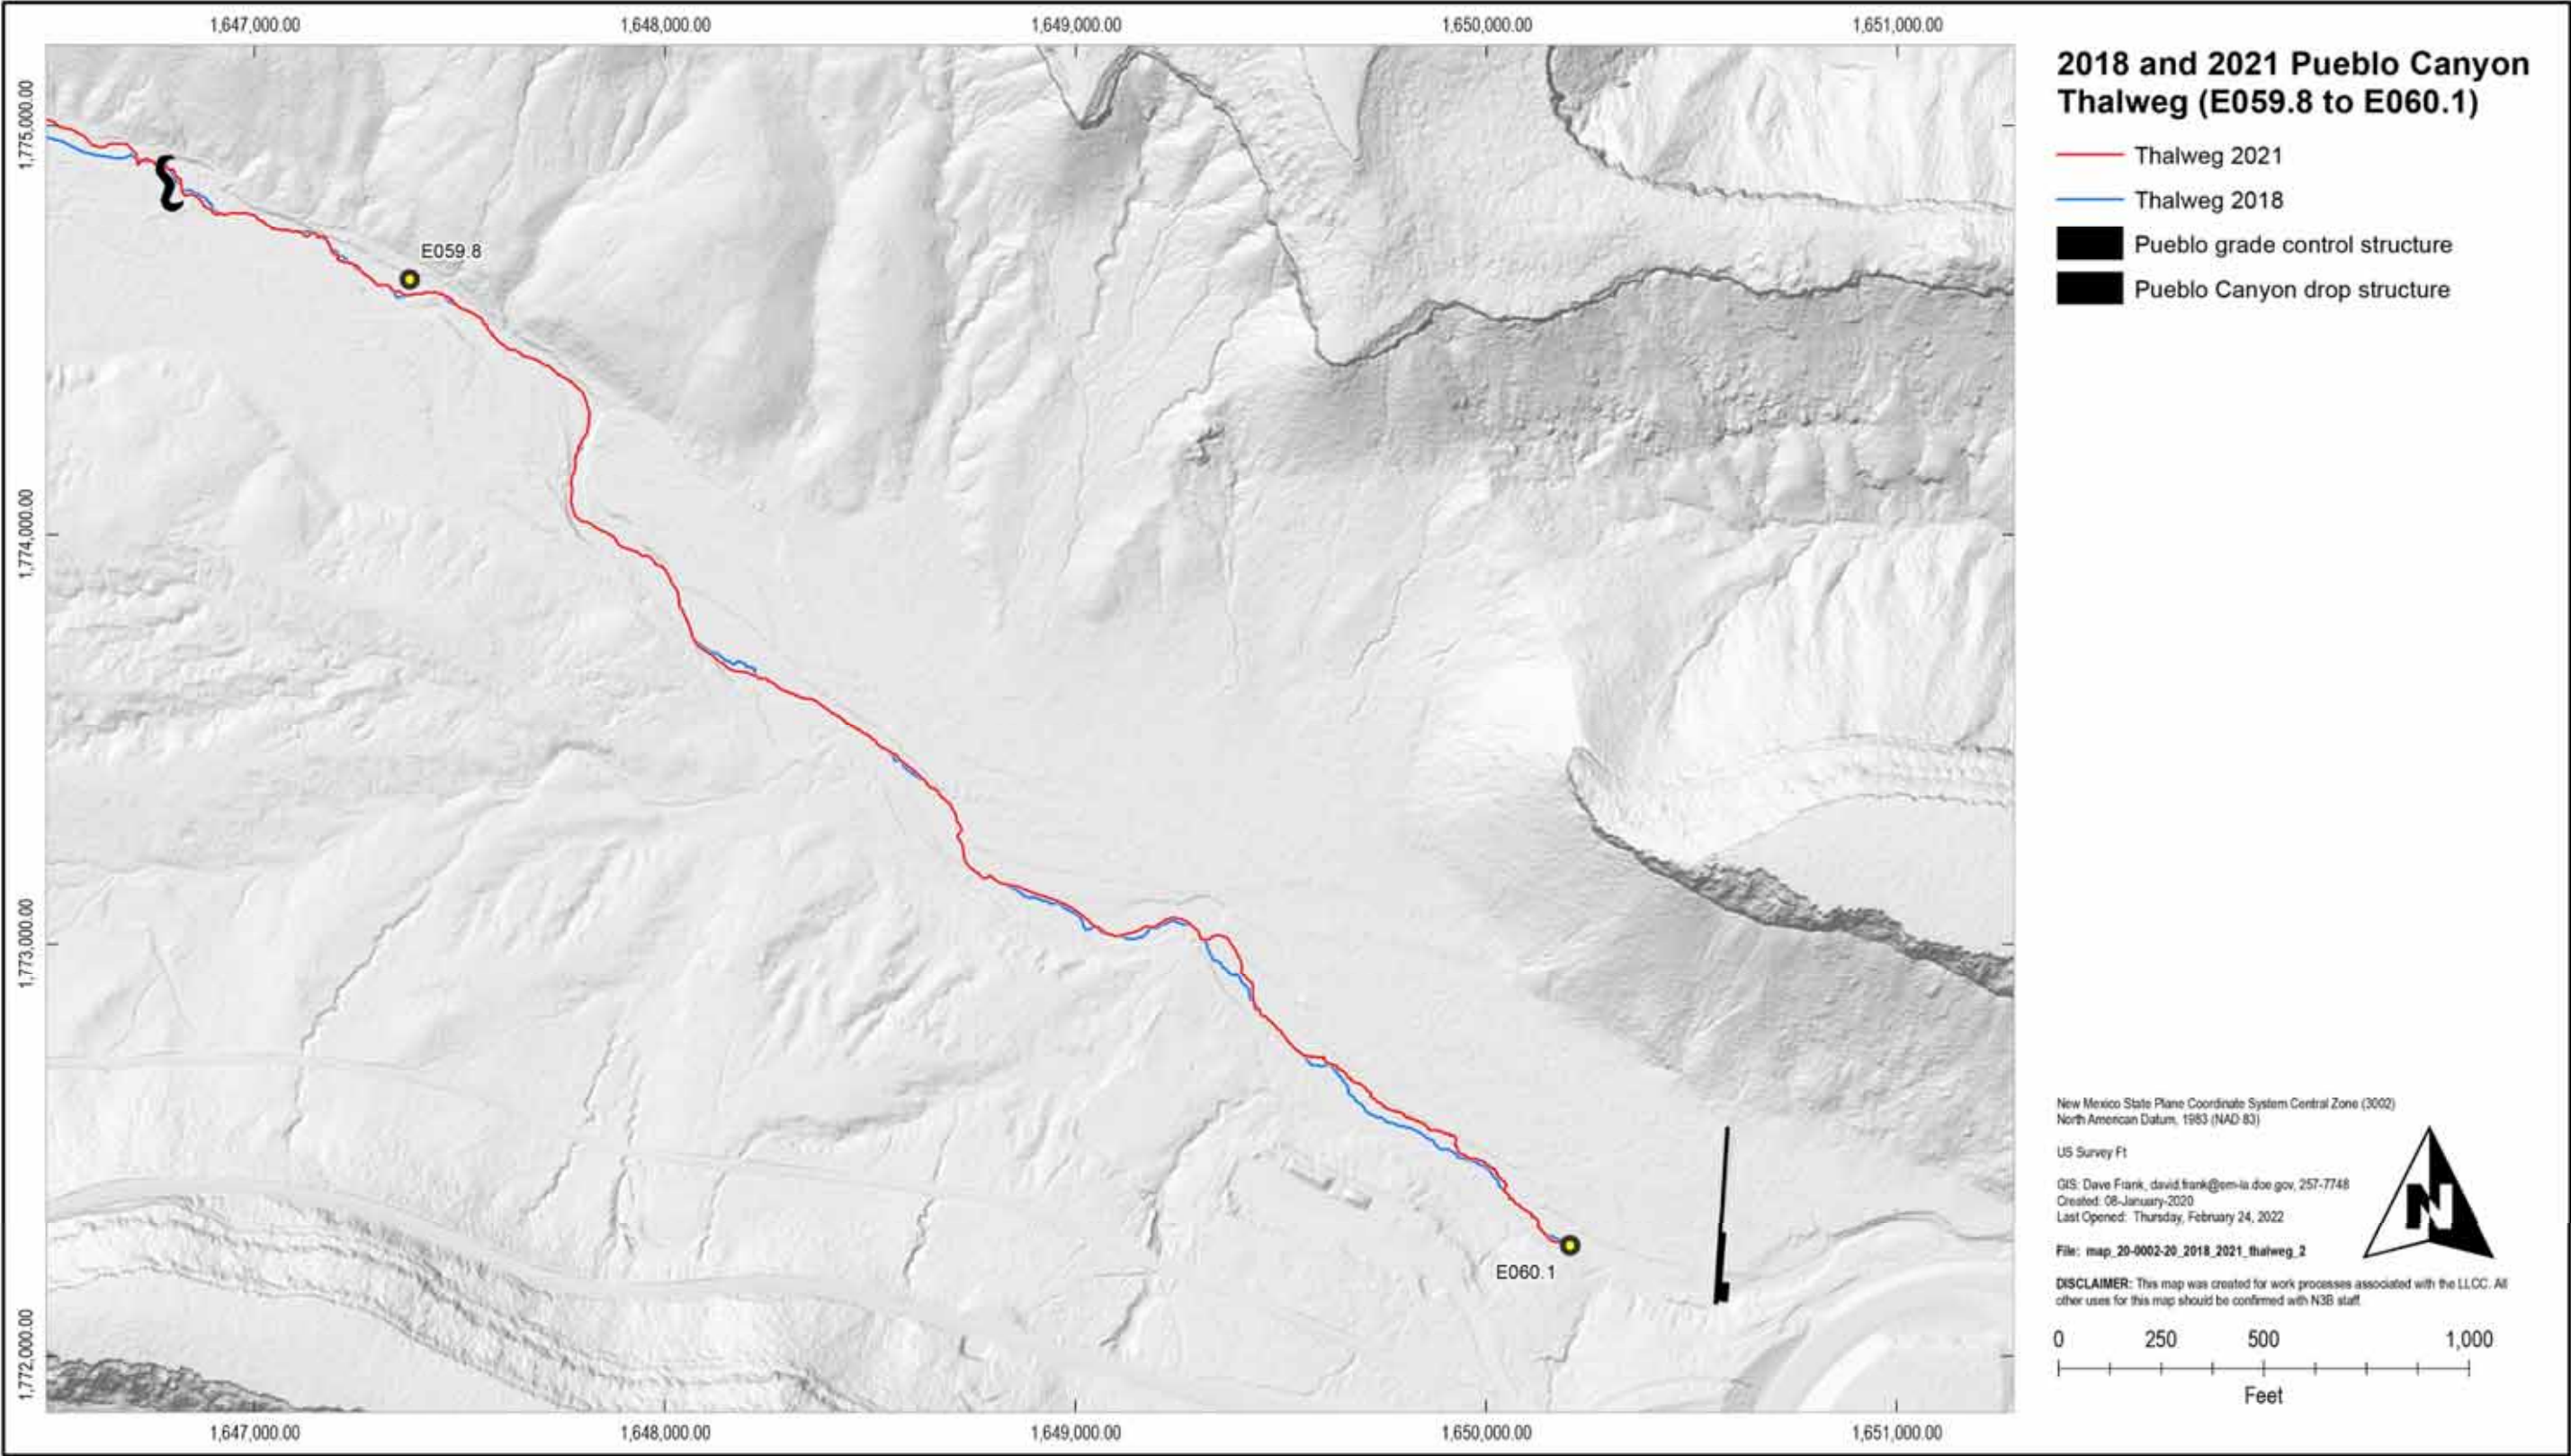 1,647,000.00
1,648,000.00
1,649,000.00
1,650,000.00
1,651,000.00
1,775,000.00
1,774,000.00
1,773,000.00
1,772,000.00
E059.8
E060.1
1,647,000.00
1,648,000.00
1,649,000.00
1,650,000.00
1,651,000.00
2018 and 2021 Pueblo Canyon
Thalweg (E059.8 to E060.1)
Thalweg 2021
Thalweg 2018
Pueblo grade control structure
Pueblo Canyon drop structure
New Mexico State Plane Coordinate System Central Zone (3002)
North American Datum, 1983 (NAD 83)
US Survey Ft
GIS: Dave Frank, david.frank@em-la.doe.gov, 257-7748
Created: 08-January-2020
Last Opened: Thursday, February 24, 2022
File: map_20-0002-20_2018_2021_thalweg_2
N
DISCLAIMER: This map was created for work processes associated with the LLCC. All
other uses for this map should be confirmed with N3B staff.
0 250 500 1,000
Feet